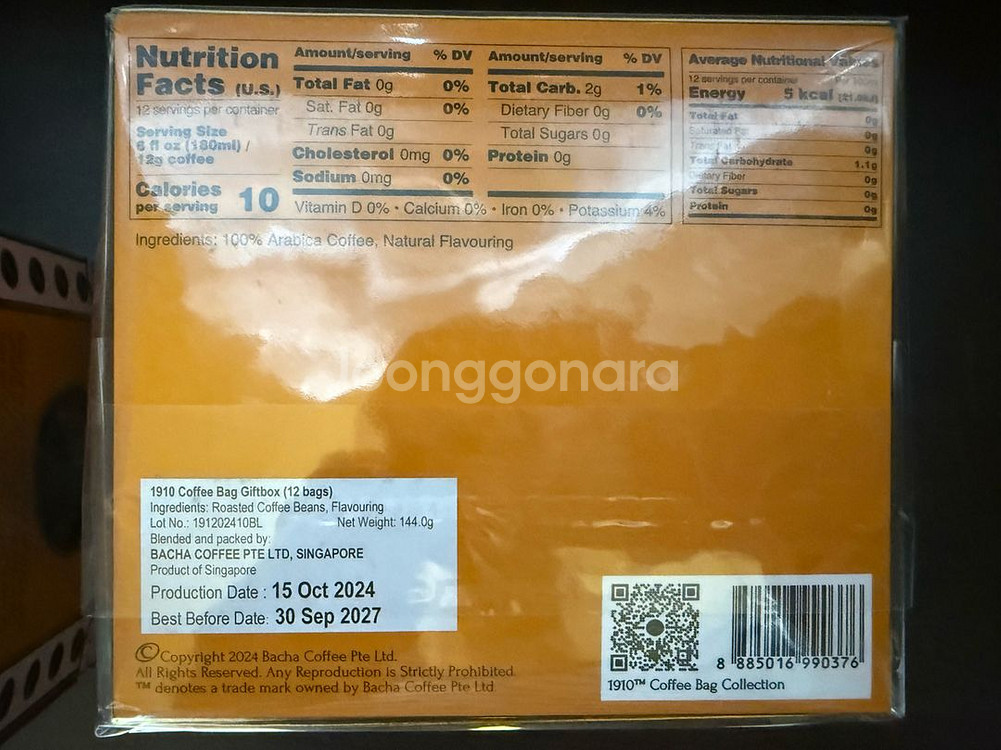 Nutrition
Facts (U.S.)
12 servings per container
Serving Size
6 fl oz (180ml) /
12g coffee
Calories
per serving 10
Amount/serving % DV
Total Fat 0g 0%
Sat. Fat 0g 0%
Trans Fat 0g
Cholesterol 0mg 0%
Sodium 0mg 0%
Amount/serving % DV
Total Carb. 2g 1%
Dietary Fiber 0g 0%
Total Sugars 0g
Protein 0g
Vitamin D 0% • Calcium 0% • Iron 0% • Potassium 4%
Average Nutritional Values
12 servings per container
Energy 5 kcal
Total Fat 0g
Saturated Fat 0g
Trans Fat 0g
Total Carbohydrate 1.1g
Dietary Fiber 0g
Total Sugars 0g
Protein 0g
Ingredients: 100% Arabica Coffee, Natural Flavouring
Joonggonara
1910 Coffee Bag Giftbox (12 bags)
Ingredients: Roasted Coffee Beans, Flavouring
Lot No.: 191202410BL Net Weight: 144.0g
Blended and packed by:
BACHA COFFEE PTE LTD, SINGAPORE
Product of Singapore
Production Date : 15 Oct 2024
Best Before Date: 30 Sep 2027
8 885016 990376
1910™ Coffee Bag Collection
© Copyright 2024 Bacha Coffee Pte Ltd.
All Rights Reserved. Any Reproduction is Strictly Prohibited.
™ denotes a trade mark owned by Bacha Coffee Pte Ltd